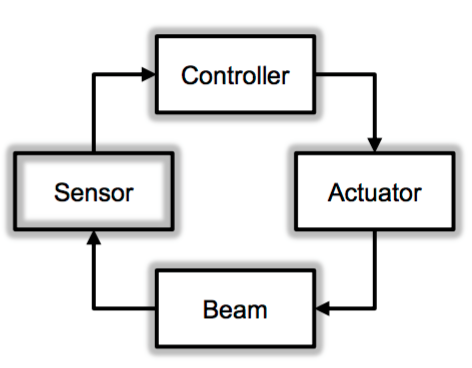 Controller
Sensor
Actuator
Beam